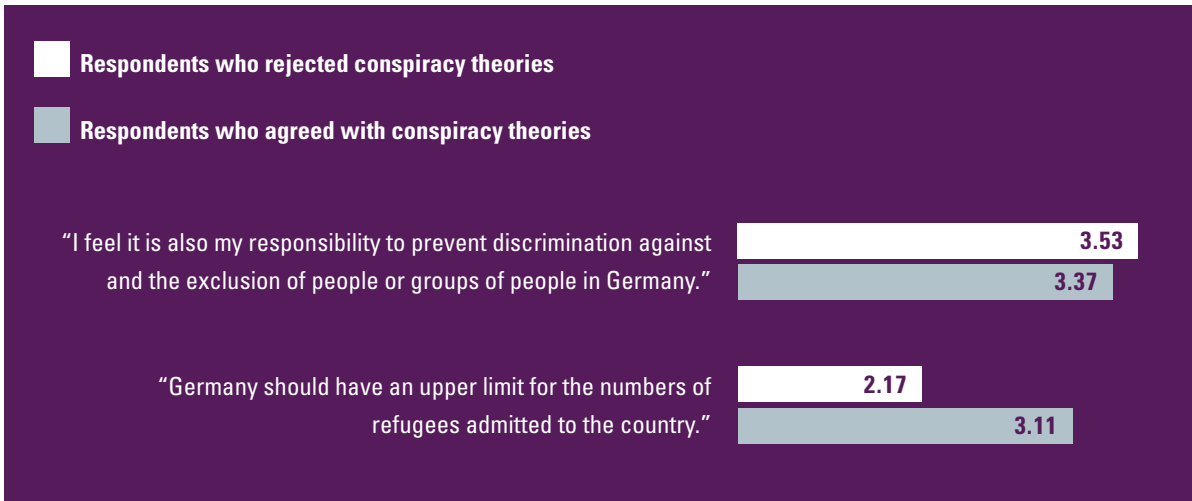 Respondents who rejected conspiracy theories
Respondents who agreed with conspiracy theories
“I feel it is also my responsibility to prevent discrimination against
and the exclusion of people or groups of people in Germany.”
3.53
3.37
“Germany should have an upper limit for the numbers of
refugees admitted to the country.”
2.17
3.11